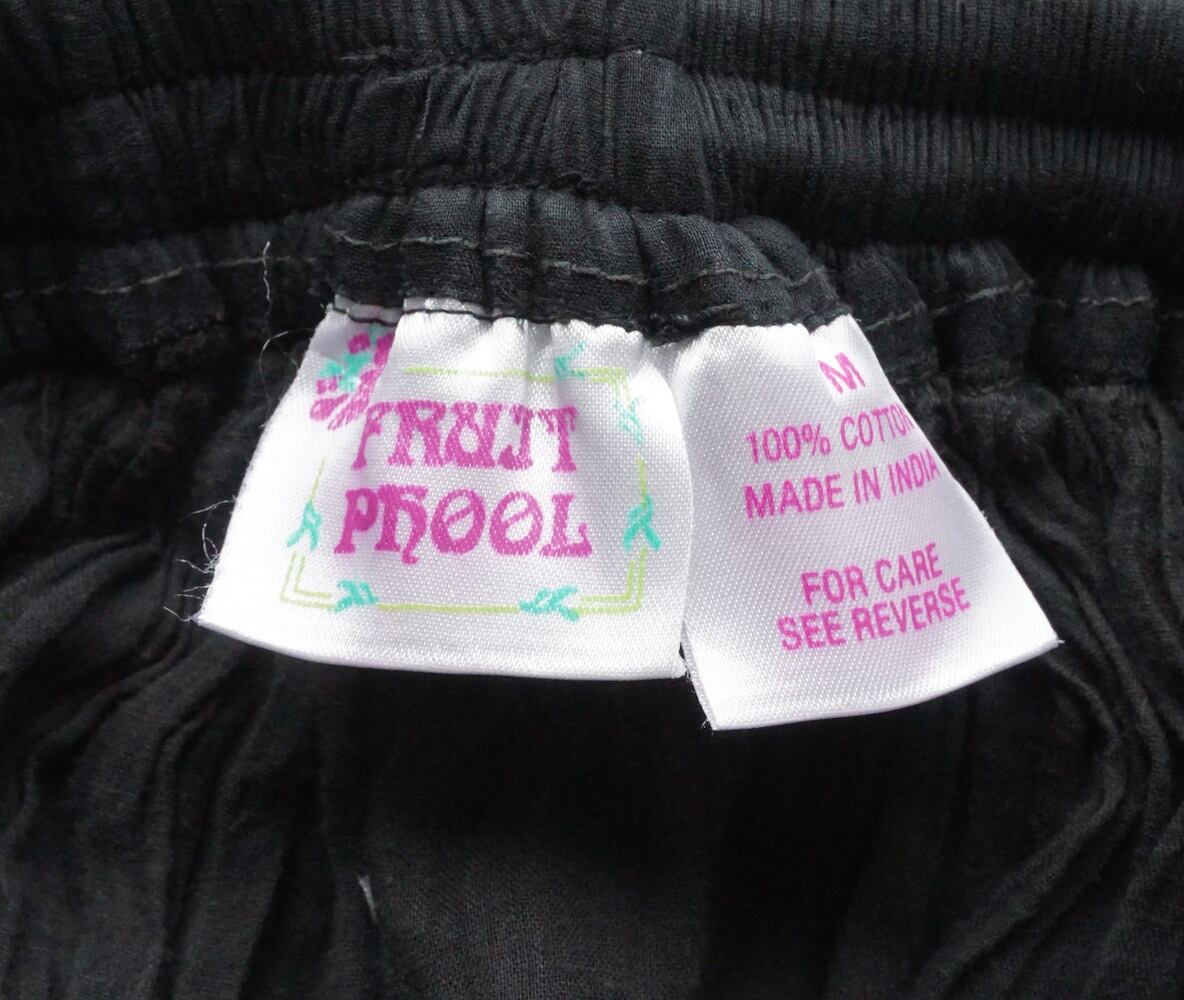 FRUIT
PHOOL
M
100% COTTON
MADE IN INDIA
FOR CARE
SEE REVERSE